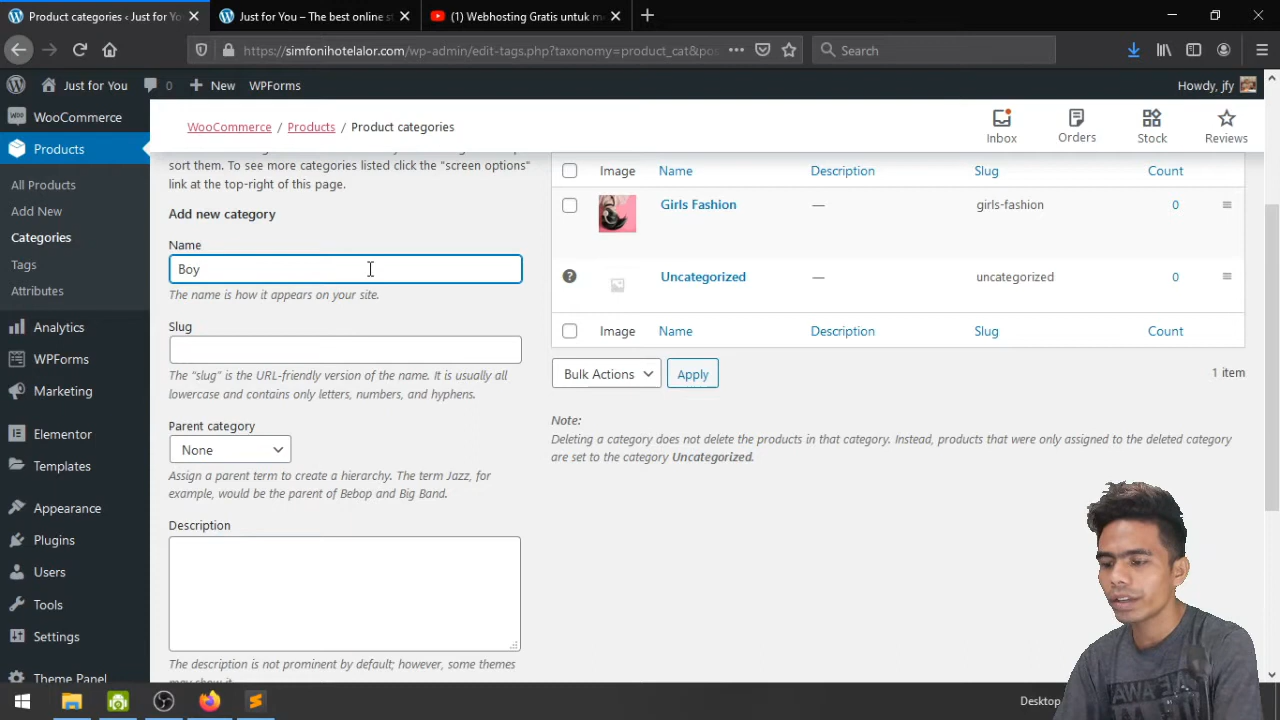 Product categories ‹ Just for Yo
Just for You – The best online st
(1) Webhosting Gratis untuk me
https://simfonihotelalor.com/wp-admin/edit-tags.php?taxonomy=product_cat&pos
Search
Just for You
0
New
WPForms
Howdy, jfy
WooCommerce
Products
All Products
Add New
Categories
Tags
Attributes
Analytics
WPForms
Marketing
Elementor
Templates
Appearance
Plugins
Users
Tools
Settings
Theme Panel
WooCommerce / Products / Product categories
Inbox
Orders
Stock
Reviews
sort them. To see more categories listed click the "screen options"
link at the top-right of this page.
Add new category
Name
Boy
The name is how it appears on your site.
Slug
The “slug” is the URL-friendly version of the name. It is usually all
lowercase and contains only letters, numbers, and hyphens.
Parent category
None
Assign a parent term to create a hierarchy. The term Jazz, for
example, would be the parent of Bebop and Big Band.
Description
The description is not prominent by default; however, some themes
may show it.
Image Name Description Slug Count
Girls Fashion — girls-fashion 0
Uncategorized — uncategorized 0
Image Name Description Slug Count
Bulk Actions
Apply
1 item
Note:
Deleting a category does not delete the products in that category. Instead, products that were only assigned to the deleted category
are set to the category Uncategorized.
Desktop